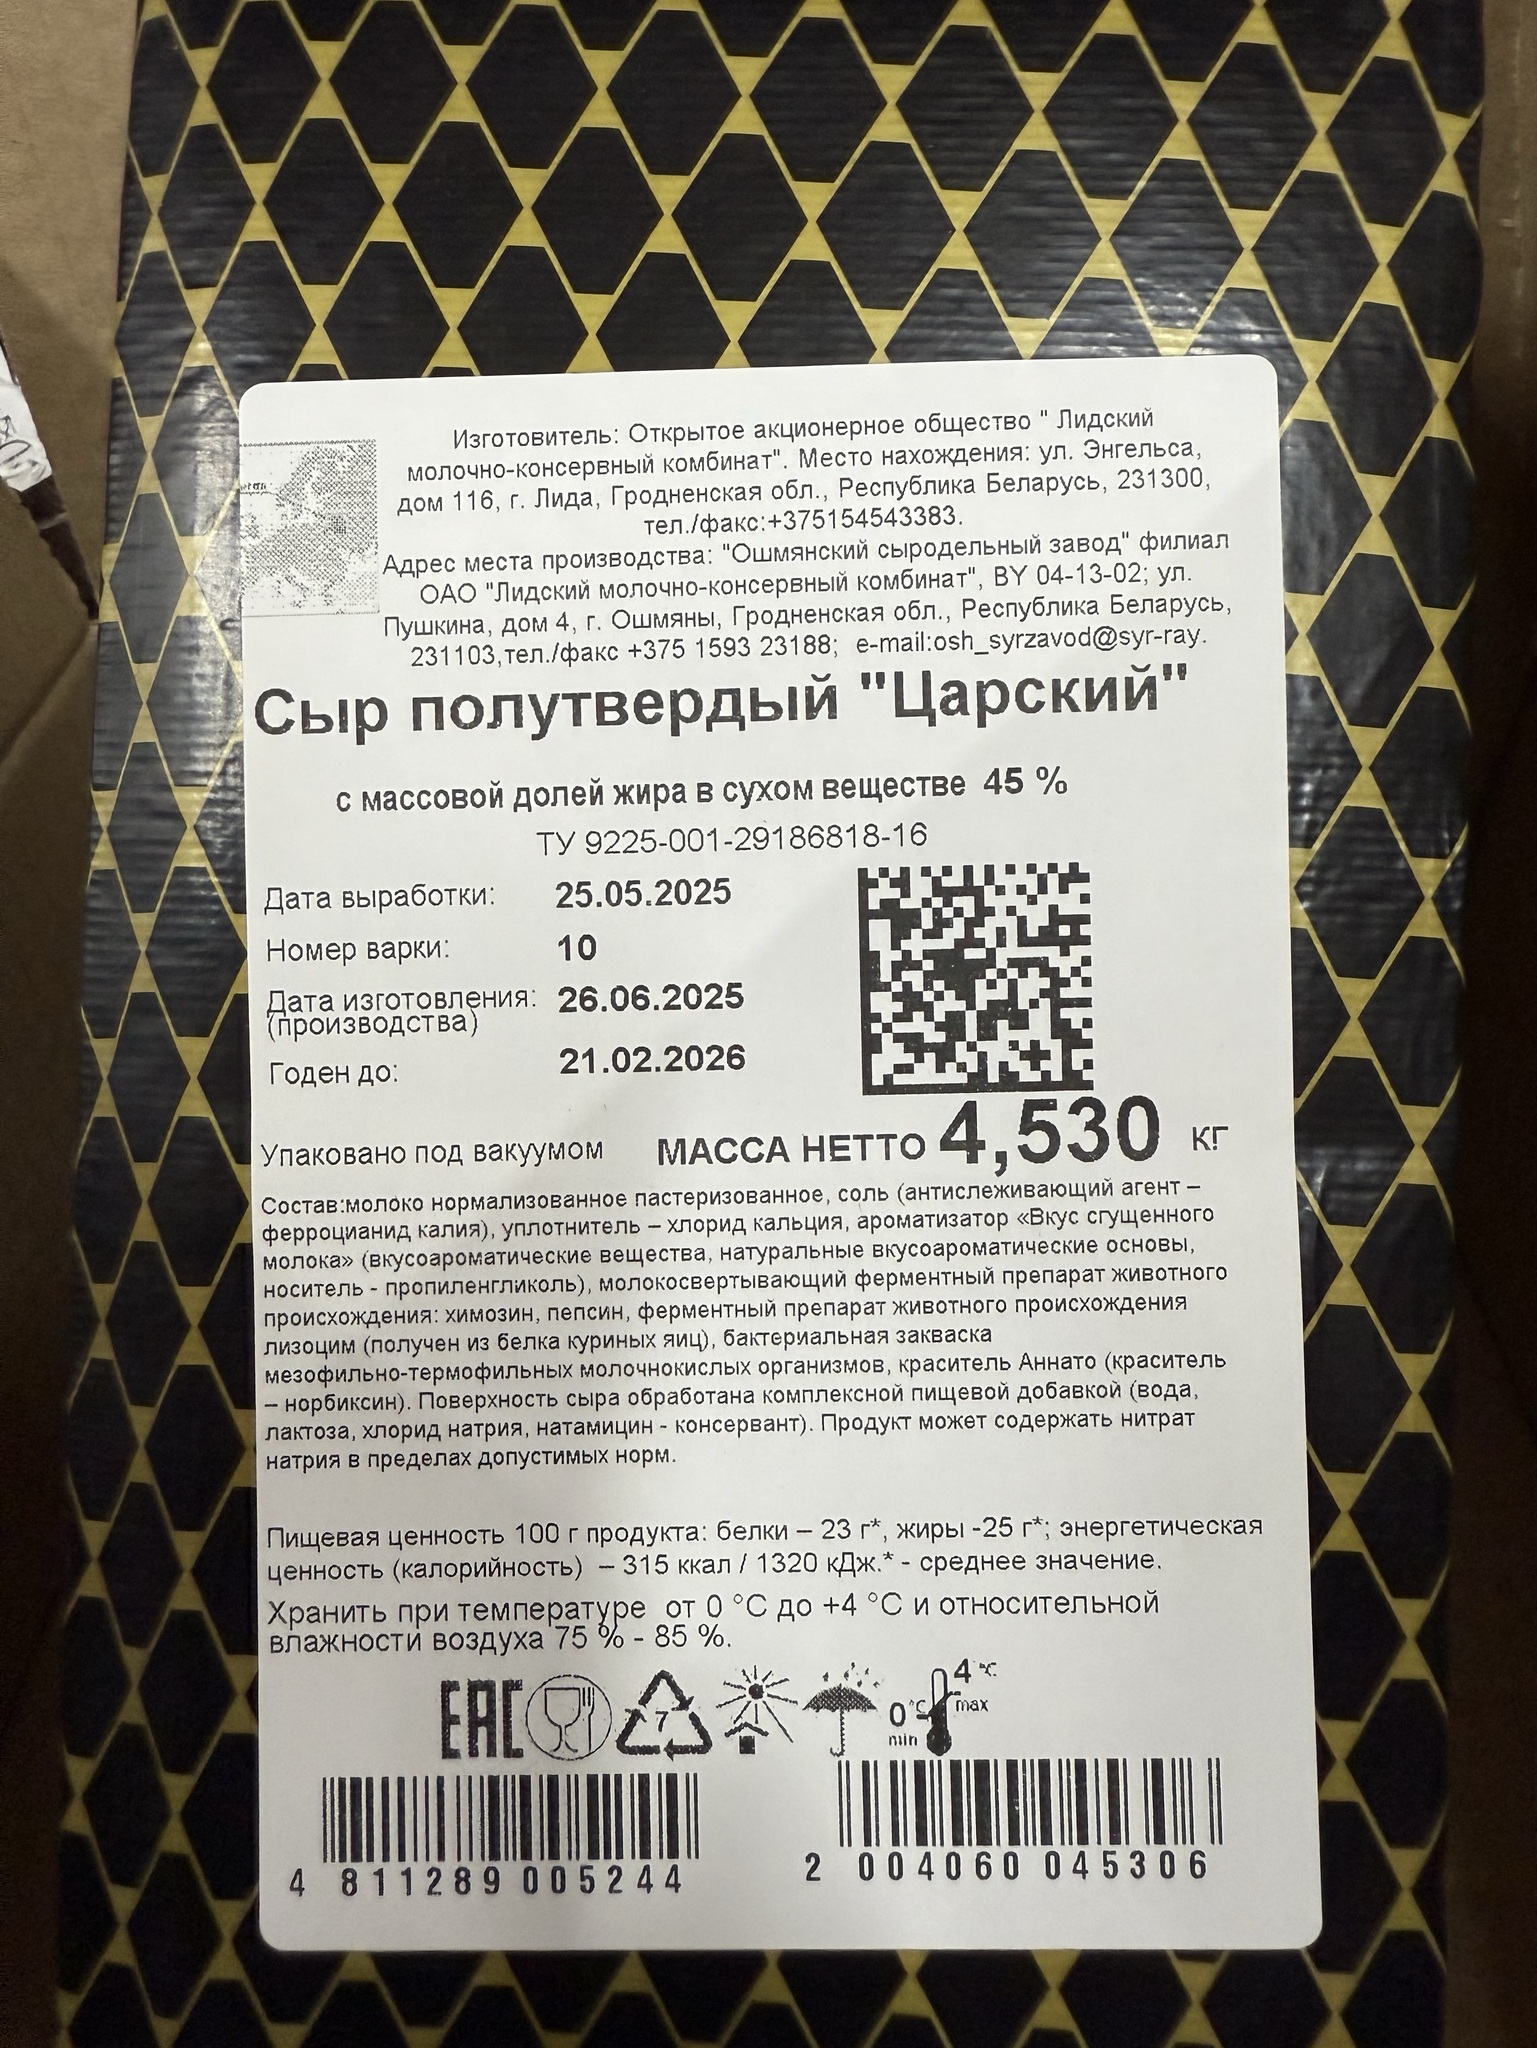 Изготовитель: Открытое акционерное общество " Лидский
молочно-консервный комбинат". Место нахождения: ул. Энгельса,
дом 116, г. Лида, Гродненская обл., Республика Беларусь, 231300,
тел./факс:+375154543383.
Адрес места производства: "Ошмянский сыродельный завод" филиал
ОАО "Лидский молочно-консервный комбинат", BY 04-13-02; ул.
Пушкина, дом 4, г. Ошмяны, Гродненская обл., Республика Беларусь,
231103,тел./факс +375 1593 23188; e-mail:osh_syrzavod@syr-ray.
Сыр полутвердый "Царский"
с массовой долей жира в сухом веществе 45 %
ТУ 9225-001-29186818-16
Дата выработки: 25.05.2025
Номер варки: 10
Дата изготовления: 26.06.2025
(производства)
Годен до: 21.02.2026
Упаковано под вакуумом МАССА НЕТТО 4,530 кг
Состав:молоко нормализованное пастеризованное, соль (антислеживающий агент –
ферроцианид калия), уплотнитель – хлорид кальция, ароматизатор «Вкус сгущенного
молока» (вкусоароматические вещества, натуральные вкусоароматические основы,
носитель - пропиленгликоль), молокосвертывающий ферментный препарат животного
происхождения: химозин, пепсин, ферментный препарат животного происхождения
лизоцим (получен из белка куриных яиц), бактериальная закваска
мезофильно-термофильных молочнокислых организмов, краситель Аннато (краситель
– норбиксин). Поверхность сыра обработана комплексной пищевой добавкой (вода,
лактоза, хлорид натрия, натамицин - консервант). Продукт может содержать нитрат
натрия в пределах допустимых норм.
Пищевая ценность 100 г продукта: белки – 23 г*, жиры -25 г*; энергетическая
ценность (калорийность) – 315 ккал / 1320 кДж.* - среднее значение.
Хранить при температуре от 0 °С до +4 °С и относительной
влажности воздуха 75 % - 85 %.
ЕАС 7 0 °C min 4 °C max
4 811289 005244
2 004060 045306